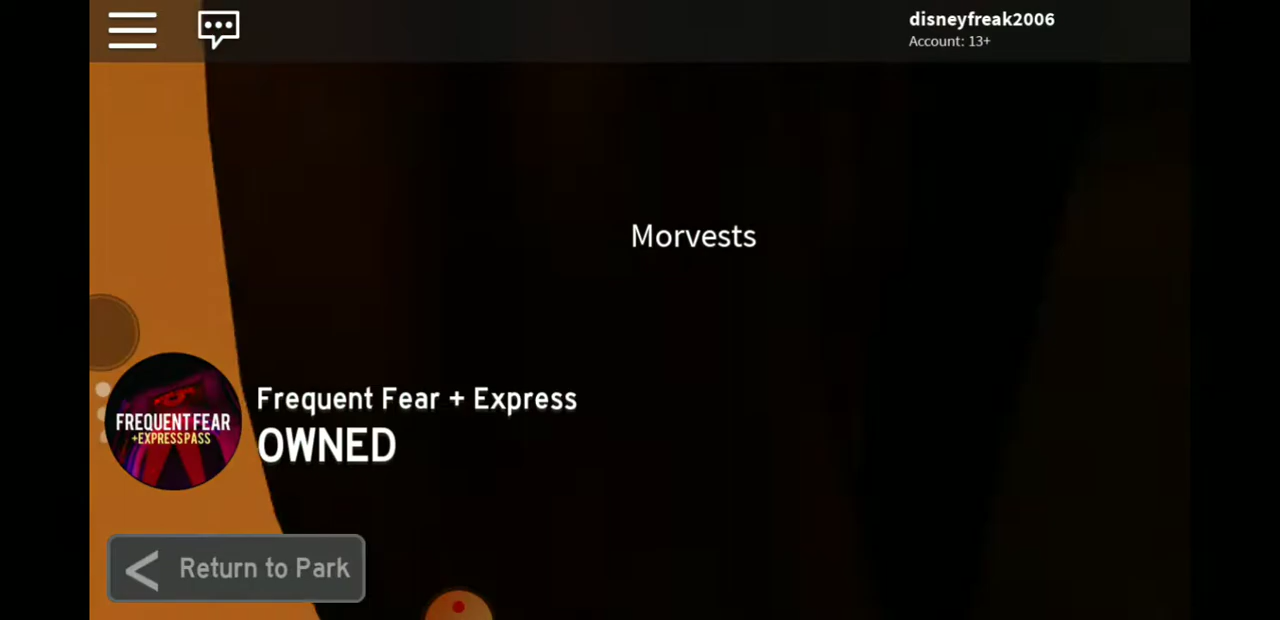 disneyfreak2006
Account: 13+
Morvests
FREQUENT FEAR
+EXPRESS PASS
Frequent Fear + Express
OWNED
< Return to Park